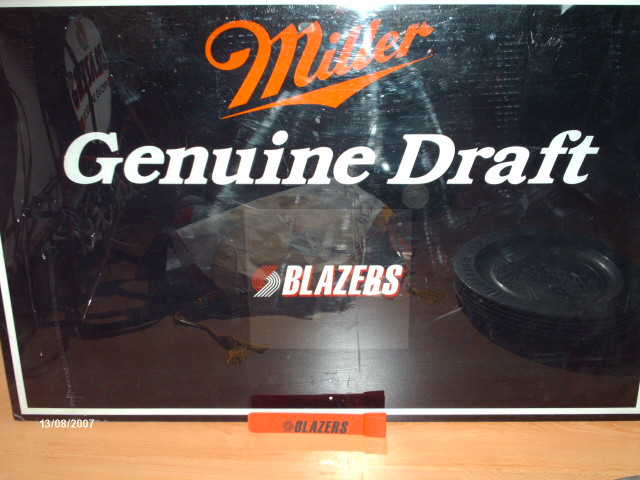 Miller
Genuine Draft
BLAZERS
BLAZERS
13/08/2007